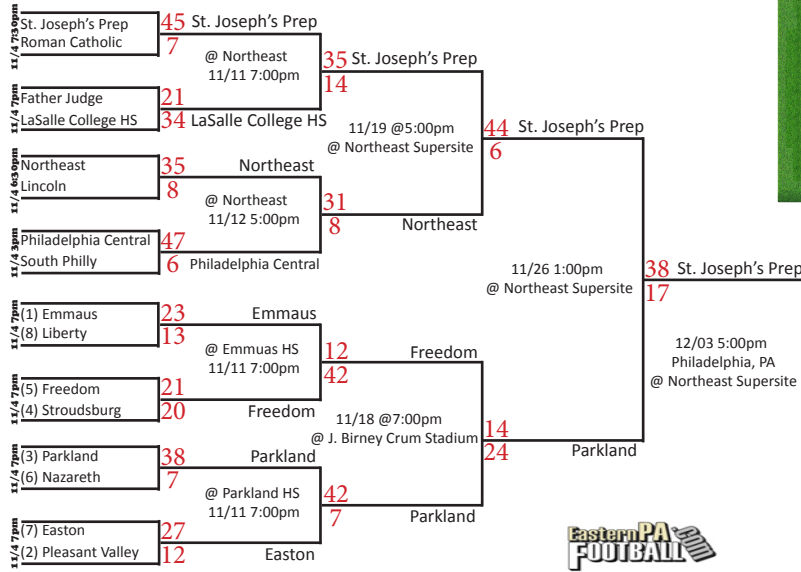 11/4 7:30pm
St. Joseph's Prep 45
Roman Catholic 7
St. Joseph's Prep
@ Northeast
11/11 7:00pm
11/4 7pm
Father Judge 21
LaSalle College HS 34
LaSalle College HS
35 St. Joseph's Prep
14
11/19 @5:00pm
@ Northeast Supersite
11/4 6:30pm
Northeast 35
Lincoln 8
Northeast
@ Northeast
11/12 5:00pm
11/4 3pm
Philadelphia Central 47
South Philly 6
Philadelphia Central
31
8
Northeast
44 St. Joseph's Prep
6
11/26 1:00pm
@ Northeast Supersite
11/4 7pm
(1) Emmaus 23
(8) Liberty 13
Emmaus
@ Emmuas HS
11/11 7:00pm
11/4 7pm
(5) Freedom 21
(4) Stroudsburg 20
Freedom
12
42
Freedom
11/18 @7:00pm
@ J. Birney Crum Stadium
11/4 7pm
(3) Parkland 38
(6) Nazareth 7
Parkland
@ Parkland HS
11/11 7:00pm
11/4 7pm
(7) Easton 27
(2) Pleasant Valley 12
Easton
42
7
Parkland
14
24
Parkland
38 St. Joseph's Prep
17
12/03 5:00pm
Philadelphia, PA
@ Northeast Supersite
EasternPA
FOOTBALL.com